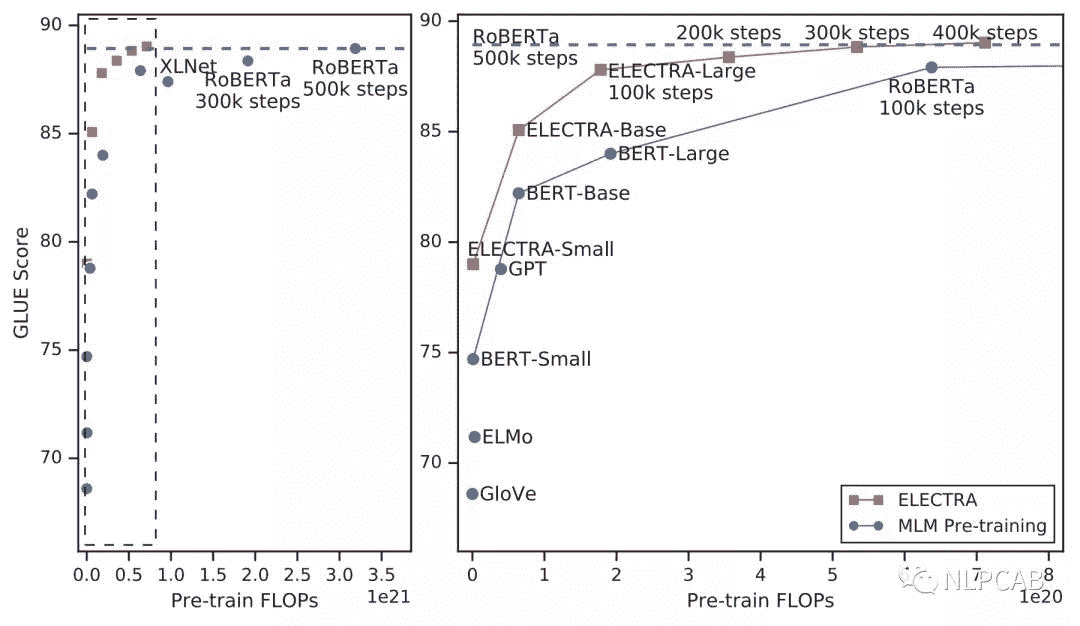 GLUE Score
90
85
80
75
70
XLNet
RoBERTa
300k steps
RoBERTa
500k steps
0.0 0.5 1.0 1.5 2.0 2.5 3.0 3.5
Pre-train FLOPs
1e21
90
85
80
75
70
RoBERTa
500k steps
200k steps
300k steps
400k steps
ELECTRA-Large
100k steps
RoBERTa
100k steps
ELECTRA-Base
BERT-Large
BERT-Base
ELECTRA-Small
GPT
BERT-Small
ELMo
GloVe
ELECTRA
MLM Pre-training
0 1 2 3 4 5 6 7 8
Pre-train FLOPs
1e20
NLPCAB